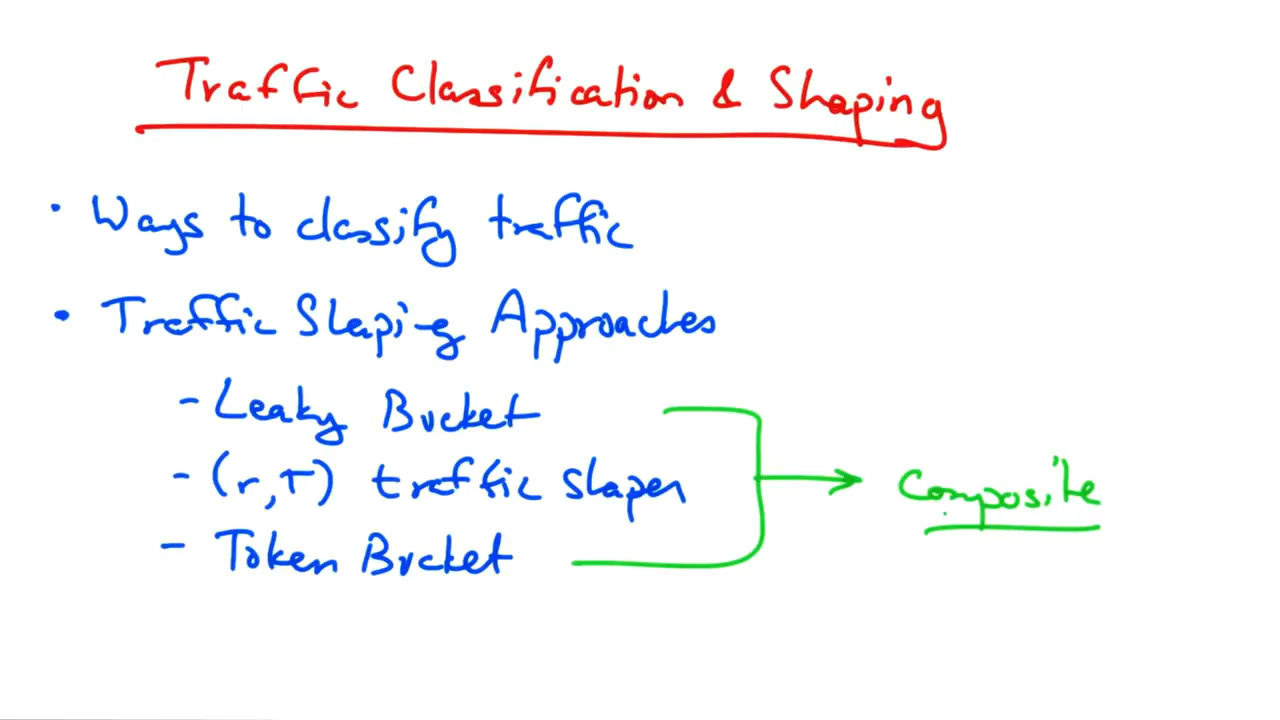 Traffic Classification & Shaping
• Ways to classify traffic
• Traffic Shaping Approaches
- Leaky Bucket
- (r,T) traffic shaper
- Token Bucket
Composite